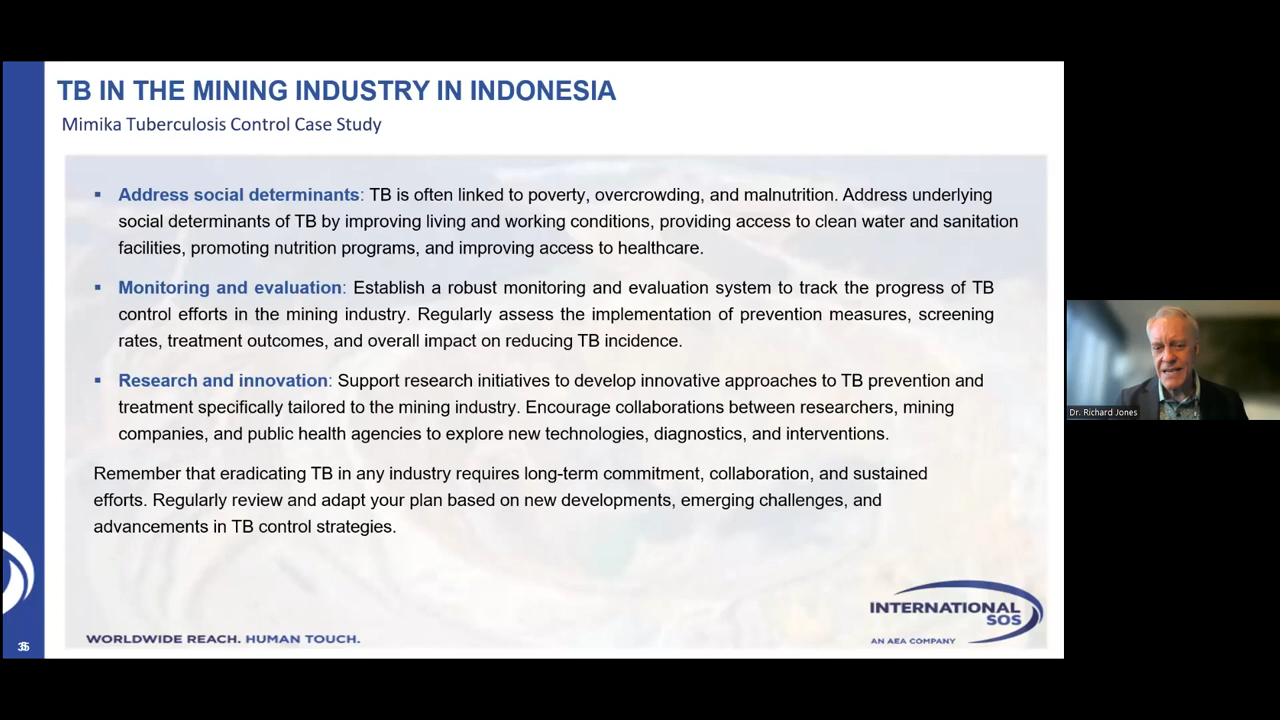 TB IN THE MINING INDUSTRY IN INDONESIA
Mimika Tuberculosis Control Case Study
▪ Address social determinants: TB is often linked to poverty, overcrowding, and malnutrition. Address underlying
social determinants of TB by improving living and working conditions, providing access to clean water and sanitation
facilities, promoting nutrition programs, and improving access to healthcare.
▪ Monitoring and evaluation: Establish a robust monitoring and evaluation system to track the progress of TB
control efforts in the mining industry. Regularly assess the implementation of prevention measures, screening
rates, treatment outcomes, and overall impact on reducing TB incidence.
▪ Research and innovation: Support research initiatives to develop innovative approaches to TB prevention and
treatment specifically tailored to the mining industry. Encourage collaborations between researchers, mining
companies, and public health agencies to explore new technologies, diagnostics, and interventions.
Remember that eradicating TB in any industry requires long-term commitment, collaboration, and sustained
efforts. Regularly review and adapt your plan based on new developments, emerging challenges, and
advancements in TB control strategies.
INTERNATIONAL
SOS
AN AEA COMPANY
WORLDWIDE REACH. HUMAN TOUCH.
Dr. Richard Jones